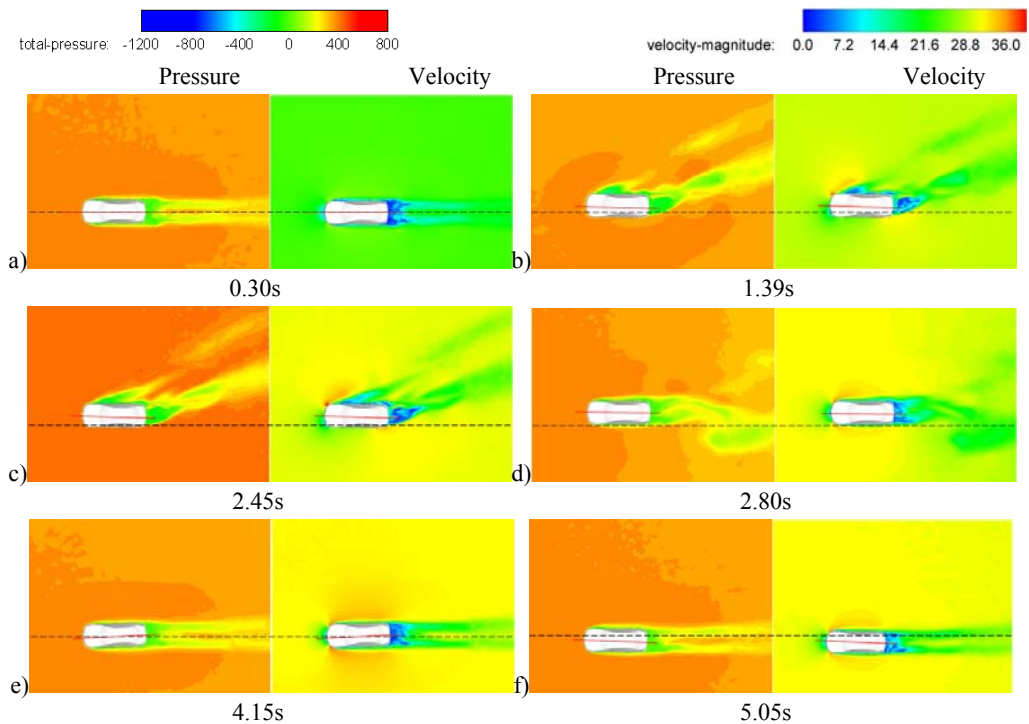 total-pressure: -1200 -800 -400 0 400 800
velocity-magnitude: 0.0 7.2 14.4 21.6 28.8 36.0
Pressure Velocity Pressure Velocity
a) b)
0.30s 1.39s
c) d)
2.45s 2.80s
e) f)
4.15s 5.05s